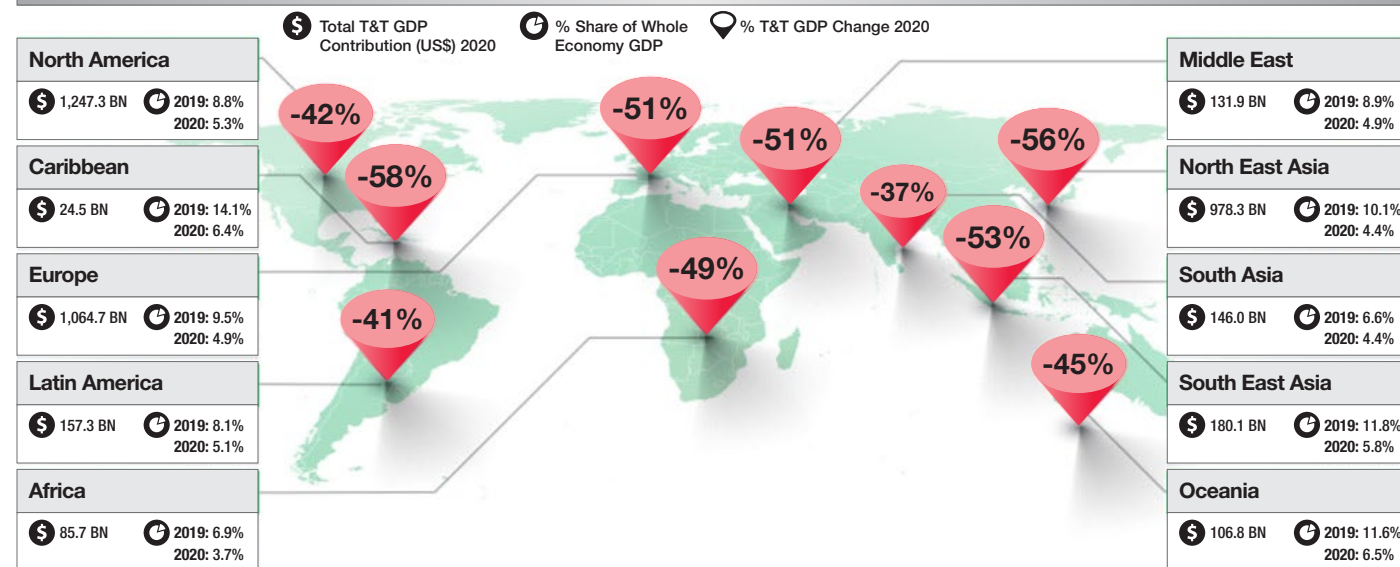 Total T&T GDP
Contribution (US$) 2020
% Share of Whole
Economy GDP
% T&T GDP Change 2020
North America
$ 1,247.3 BN 2019: 8.8%
2020: 5.3%
Caribbean
$ 24.5 BN 2019: 14.1%
2020: 6.4%
Europe
$ 1,064.7 BN 2019: 9.5%
2020: 4.9%
Latin America
$ 157.3 BN 2019: 8.1%
2020: 5.1%
Africa
$ 85.7 BN 2019: 6.9%
2020: 3.7%
-42%
-58%
-41%
-51%
-49%
-51%
-37%
-53%
-56%
-45%
Middle East
$ 131.9 BN 2019: 8.9%
2020: 4.9%
North East Asia
$ 978.3 BN 2019: 10.1%
2020: 4.4%
South Asia
$ 146.0 BN 2019: 6.6%
2020: 4.4%
South East Asia
$ 180.1 BN 2019: 11.8%
2020: 5.8%
Oceania
$ 106.8 BN 2019: 11.6%
2020: 6.5%